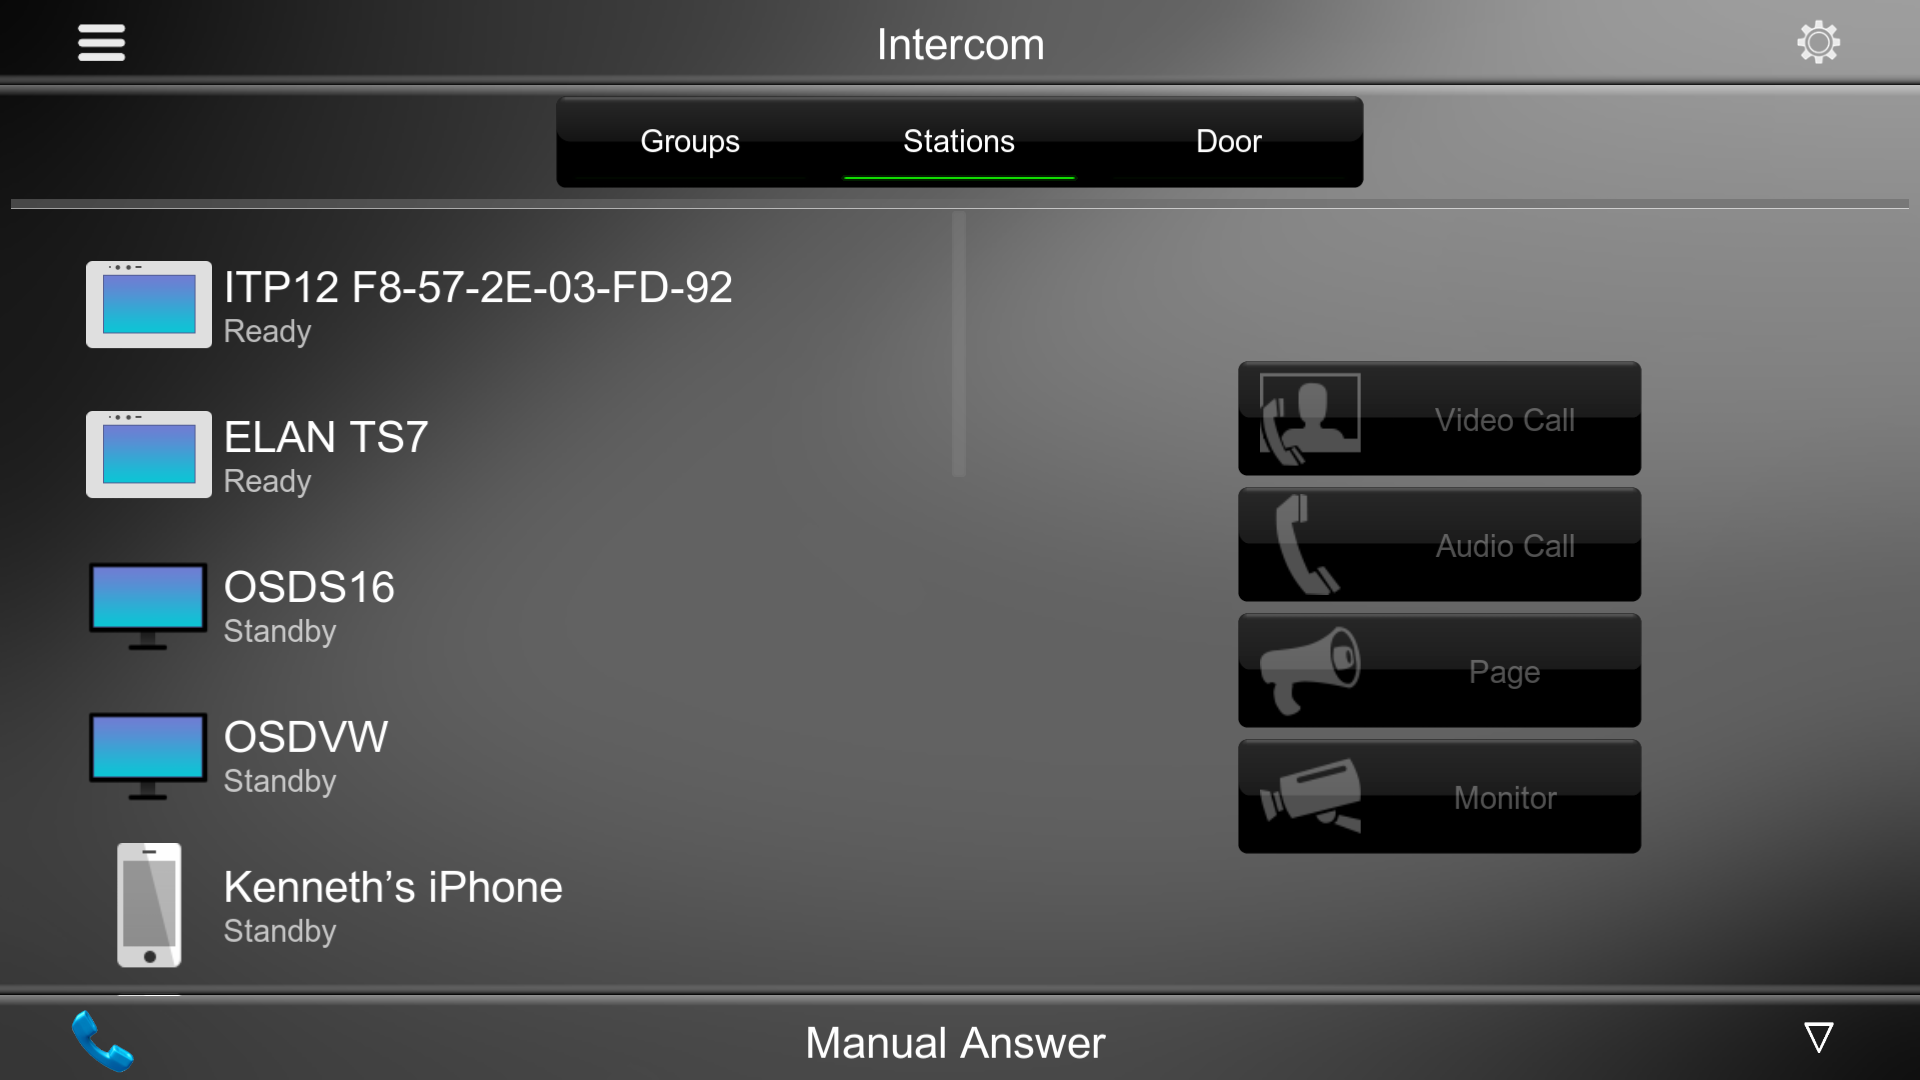 Intercom
Groups
Stations
Door
ITP12 F8-57-2E-03-FD-92
Ready
ELAN TS7
Ready
OSDS16
Standby
OSDVW
Standby
Kenneth’s iPhone
Standby
Video Call
Audio Call
Page
Monitor
Manual Answer